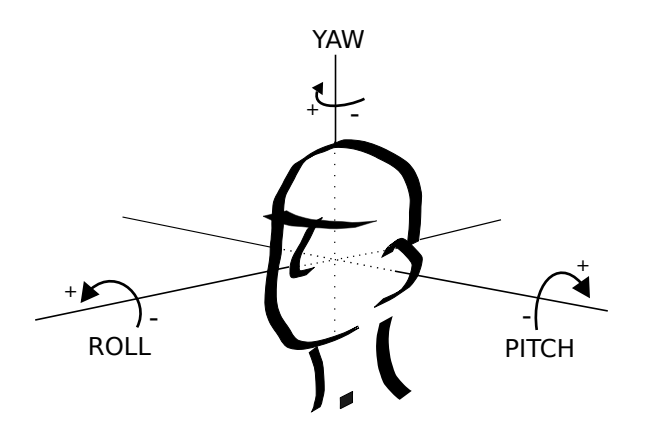 YAW
+ -
+ -
ROLL
+
-
PITCH